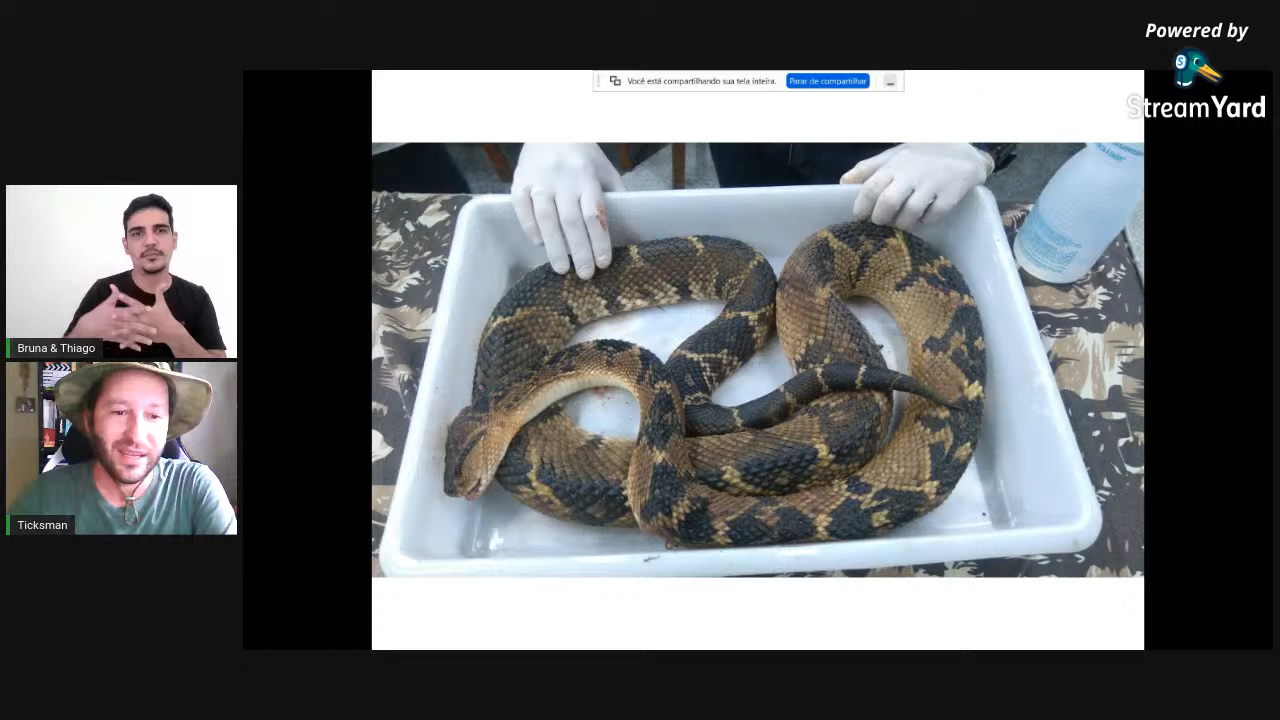 Powered by
StreamYard
Você está compartilhando sua tela inteira.
Parar de compartilhar
Bruna & Thiago
Ticksman